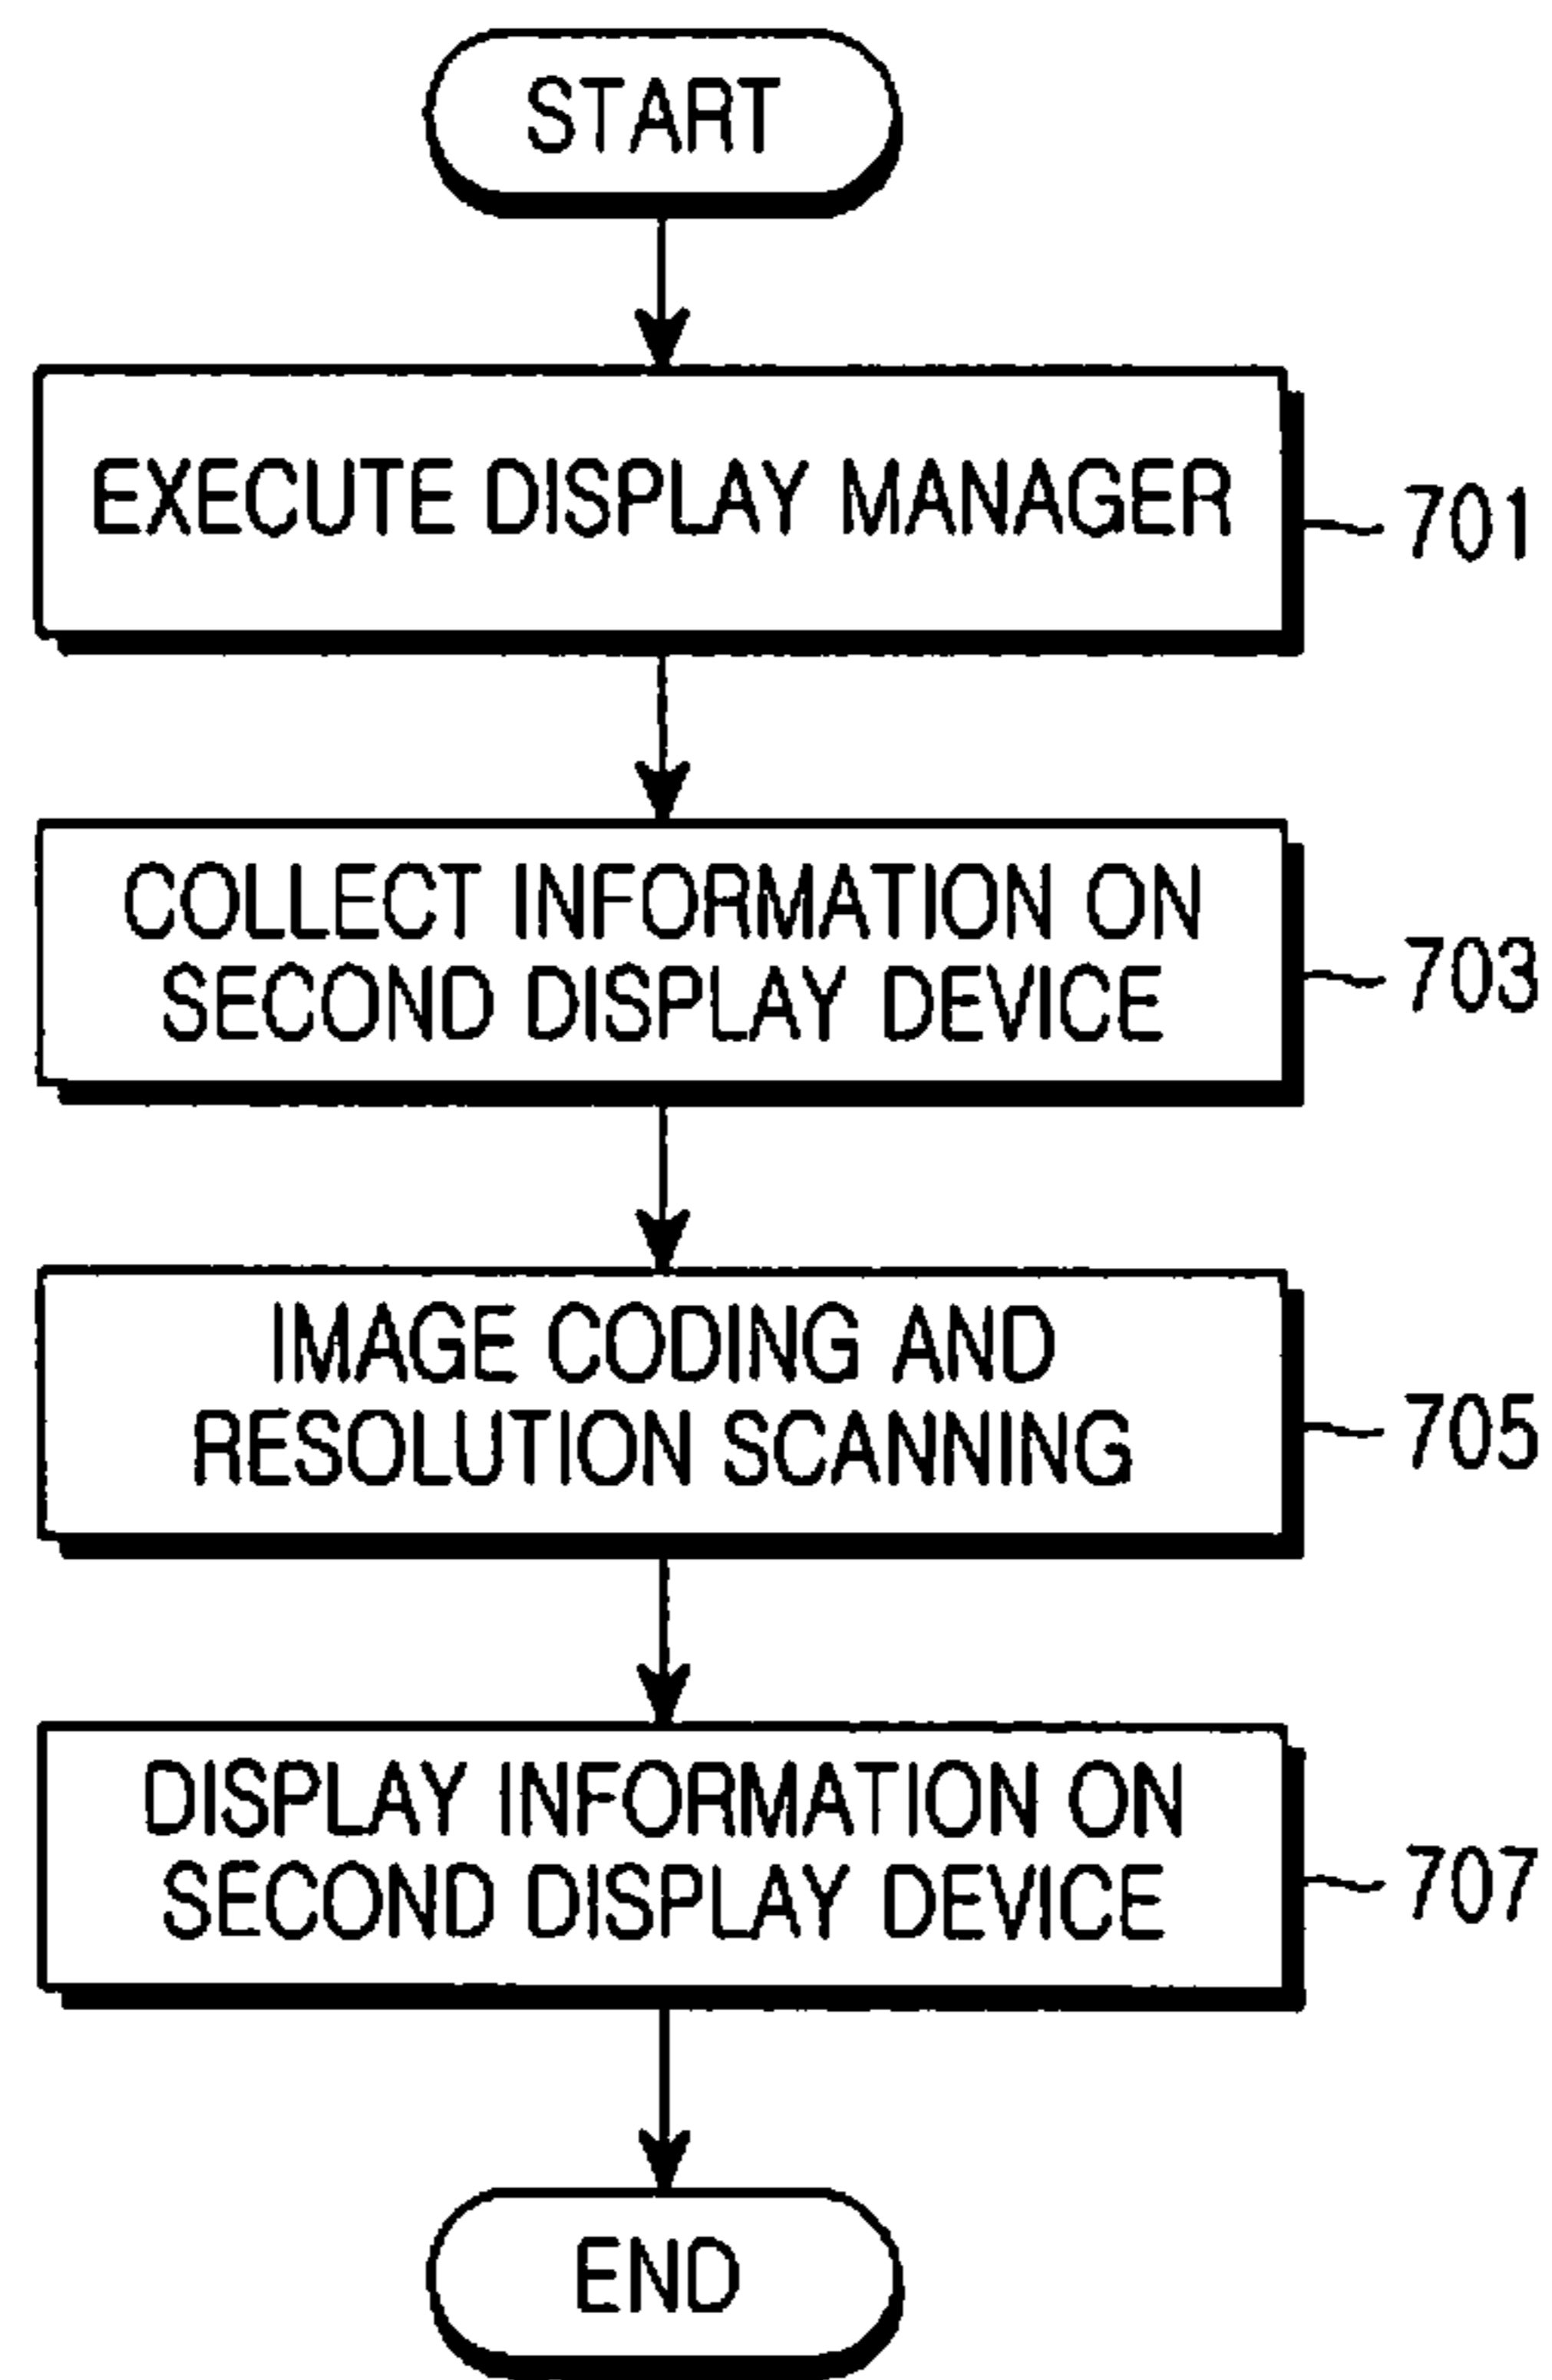 START
EXECUTE DISPLAY MANAGER
701
COLLECT INFORMATION ON
SECOND DISPLAY DEVICE
703
IMAGE CODING AND
RESOLUTION SCANNING
705
DISPLAY INFORMATION ON
SECOND DISPLAY DEVICE
707
END